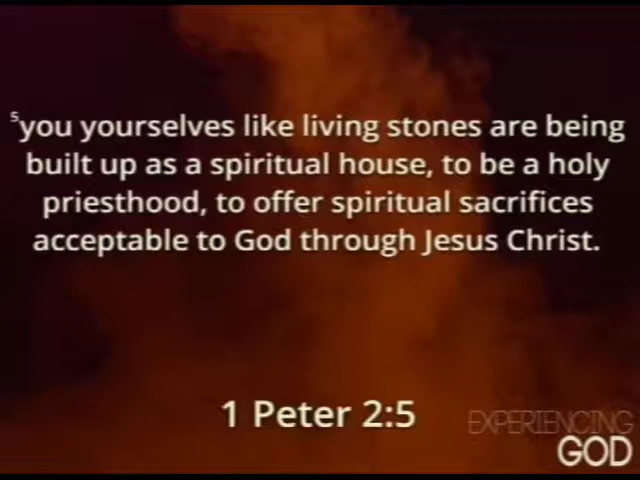 ⁵you yourselves like living stones are being
built up as a spiritual house, to be a holy
priesthood, to offer spiritual sacrifices
acceptable to God through Jesus Christ.
1 Peter 2:5
EXPERIENCING
GOD